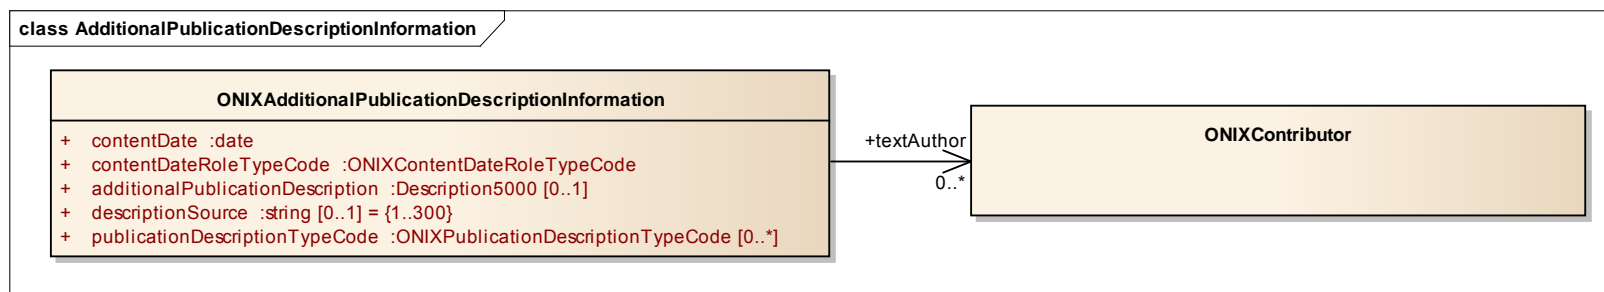 class AdditionalPublicationDescriptionInformation
ONIXAdditionalPublicationDescriptionInformation
+ contentDate :date
+ contentDateRoleTypeCode :ONIXContentDateRoleTypeCode
+ additionalPublicationDescription :Description5000 [0..1]
+ descriptionSource :string [0..1] = {1..300}
+ publicationDescriptionTypeCode :ONIXPublicationDescriptionTypeCode [0..*]
+textAuthor
0..*
ONIXContributor